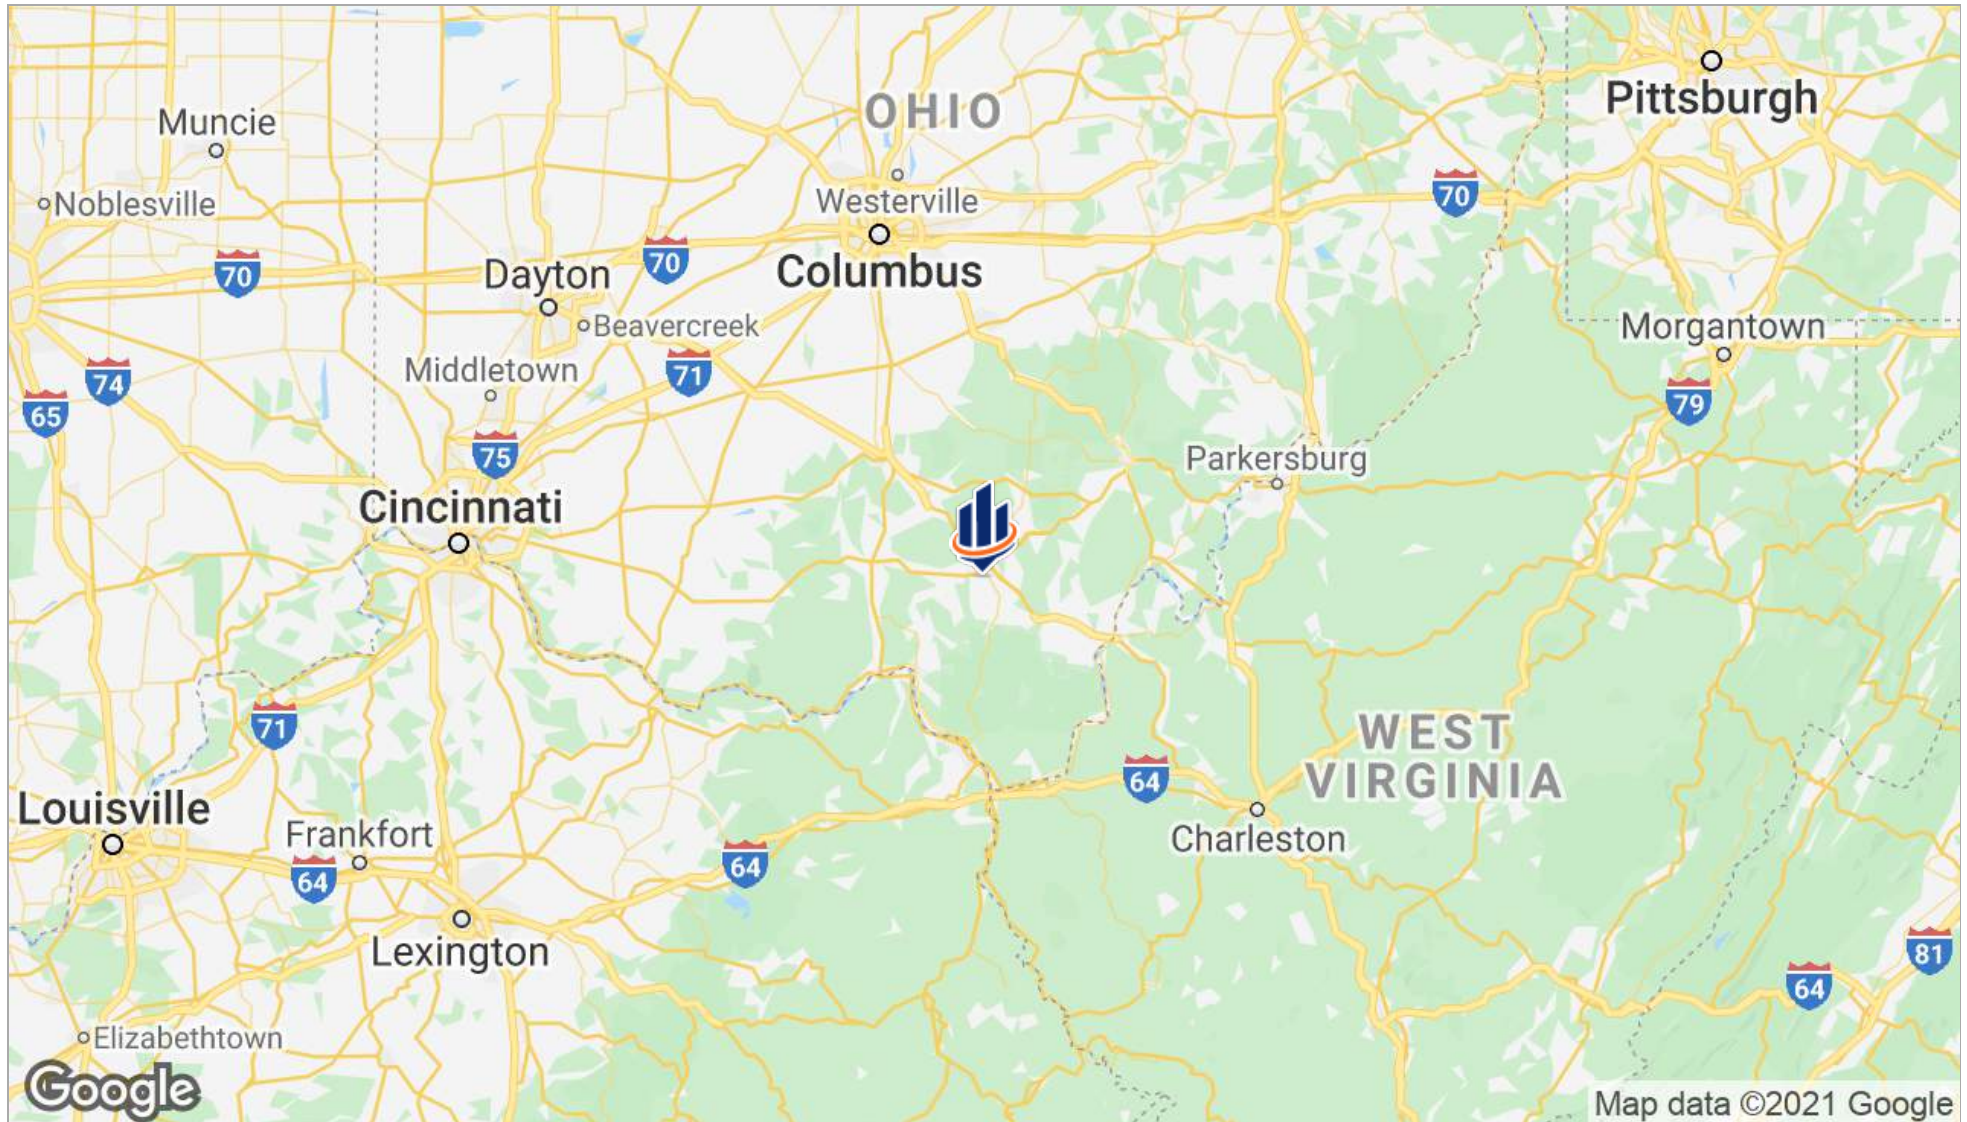 Pittsburgh
OHIO
Muncie
70
Noblesville
Westerville
70
70
Columbus
Dayton
Beavercreek
Morgantown
Middletown
71
74
79
65
75
Parkersburg
Cincinnati
71
WEST
VIRGINIA
64
Louisville
Frankfort
Charleston
64
64
Lexington
81
64
Elizabethtown
Google
Map data ©2021 Google